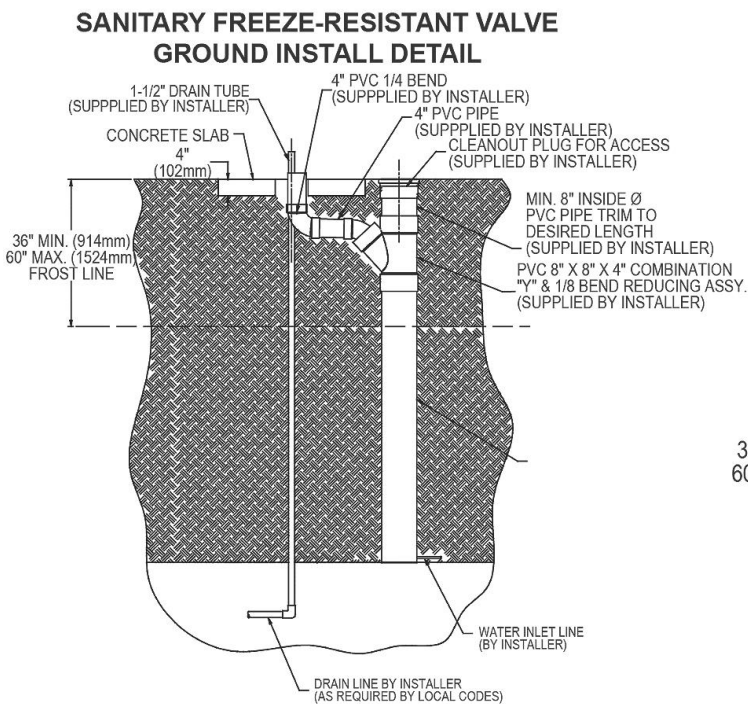 SANITARY FREEZE-RESISTANT VALVE
GROUND INSTALL DETAIL
1-1/2" DRAIN TUBE
(SUPPPLIED BY INSTALLER)
4" PVC 1/4 BEND
(SUPPPLIED BY INSTALLER)
4" PVC PIPE
(SUPPPLIED BY INSTALLER)
CONCRETE SLAB
4"
(102mm)
CLEANOUT PLUG FOR ACCESS
(SUPPLIED BY INSTALLER)
MIN. 8" INSIDE Ø
PVC PIPE TRIM TO
DESIRED LENGTH
(SUPPLIED BY INSTALLER)
36" MIN. (914mm)
60" MAX. (1524mm)
FROST LINE
PVC 8" X 8" X 4" COMBINATION
"Y" & 1/8 BEND REDUCING ASSY.
(SUPPLIED BY INSTALLER)
3
60
WATER INLET LINE
(BY INSTALLER)
DRAIN LINE BY INSTALLER
(AS REQUIRED BY LOCAL CODES)